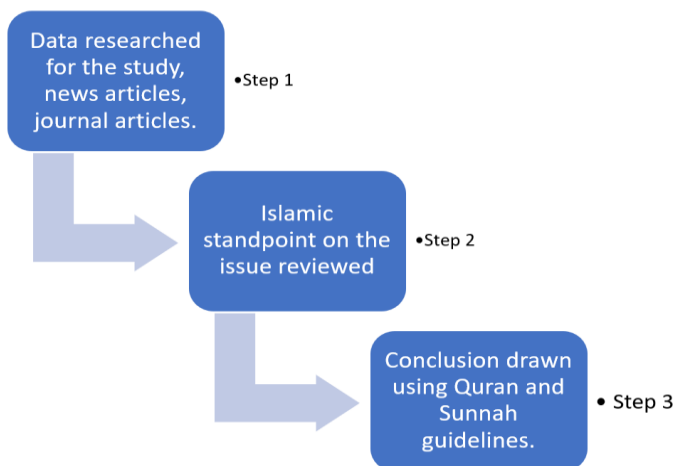 Data researched
for the study,
news articles,
journal articles.
•Step 1
Islamic
standpoint on the
issue reviewed
•Step 2
Conclusion drawn
using Quran and
Sunnah
guidelines.
• Step 3